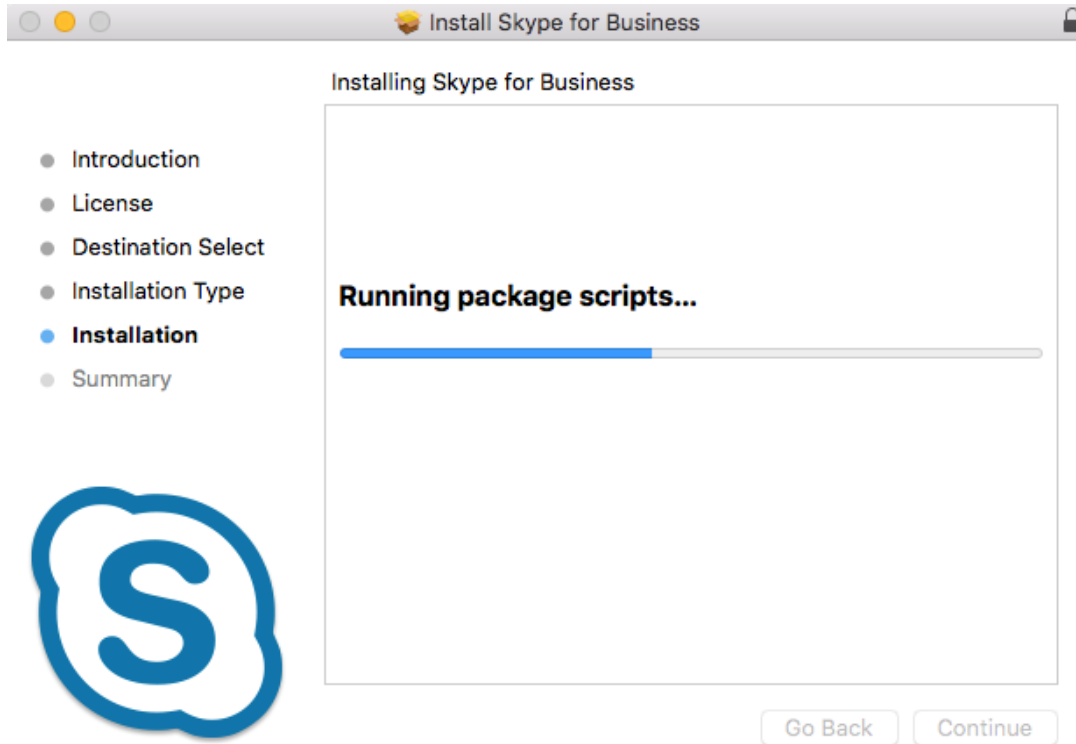 Install Skype for Business
Installing Skype for Business
Introduction
License
Destination Select
Installation Type
Installation
Summary
Running package scripts...
S
Go Back
Continue